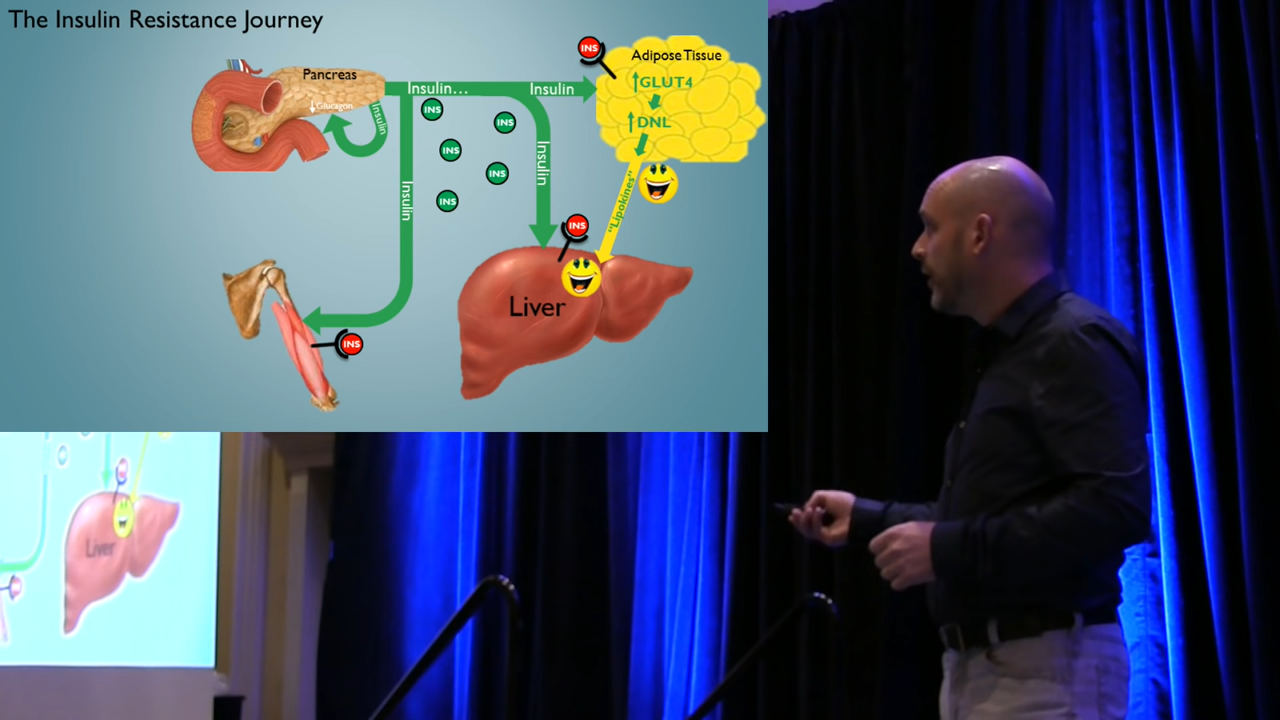 The Insulin Resistance Journey
Pancreas
↓Glucagon
Insulin
Insulin...
Insulin
INS
Adipose Tissue
↑GLUT4
↑DNL
INS
INS
INS
INS
INS
Insulin
Insulin
"Lipokines"
INS
Liver
INS
Liver